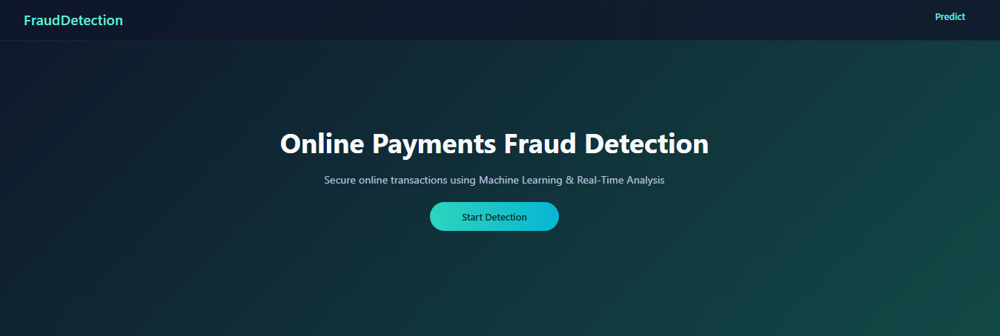 FraudDetection
Predict
Online Payments Fraud Detection
Secure online transactions using Machine Learning & Real-Time Analysis
Start Detection